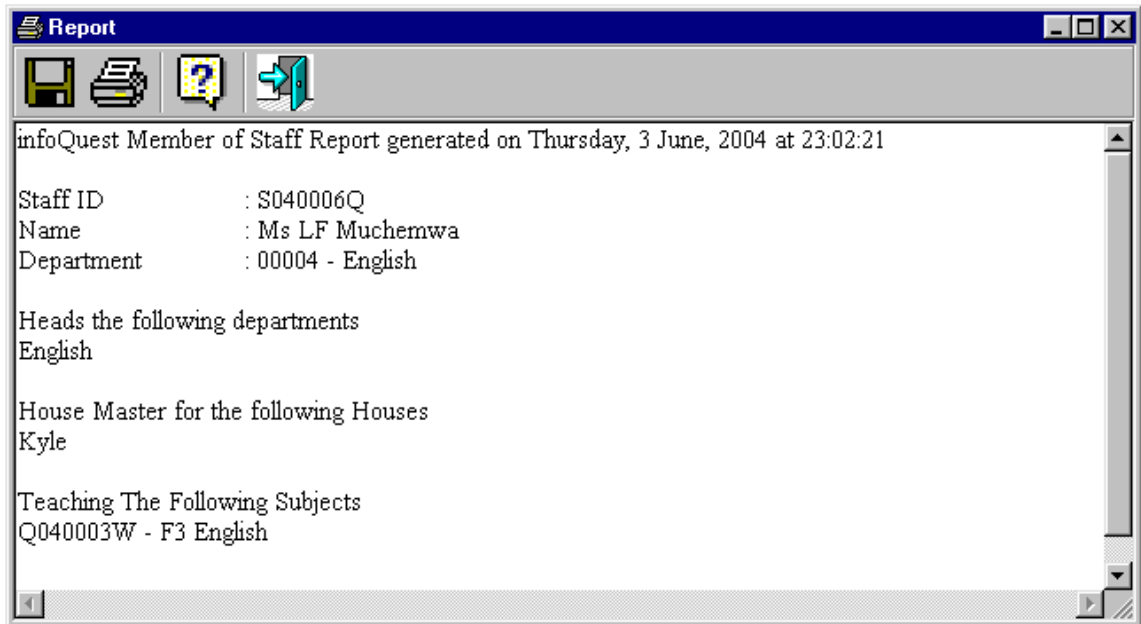 Report
infoQuest Member of Staff Report generated on Thursday, 3 June, 2004 at 23:02:21
Staff ID : S040006Q
Name : Ms LF Muchemwa
Department : 00004 - English
Heads the following departments
English
House Master for the following Houses
Kyle
Teaching The Following Subjects
Q040003W - F3 English